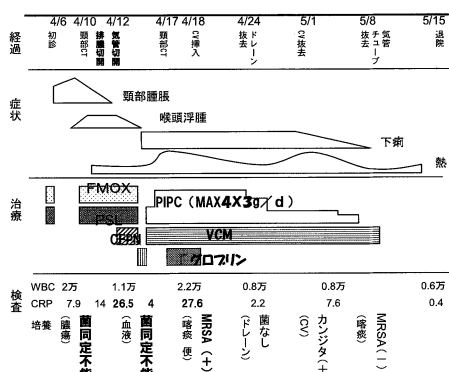 経過
4/6 4/10 4/12 4/17 4/18 4/24 5/1 5/8 5/15
初診
頸部CT
排膿切開
気管切開
頸部CT
CV挿入
ドレーン抜去
CV抜去
気管チューブ抜去
退院
症状
頸部腫脹
喉頭浮腫
下痢
熱
治療
FMOX
PIPC(MAX4X3g/d)
PSL
VCM
グロブリン
検査
WBC 2万 1.1万 2.2万 0.8万 0.8万 0.6万
CRP 7.9 14 26.5 4 27.6 2.2 7.6 0.4
培養
(膿瘍)
菌同定不能
(血液)
菌同定不能
(喀痰 便)
MRSA(+)
(ドレーン)
菌なし
(CV)
カンジタ(+
(喀痰)
MRSA(-)